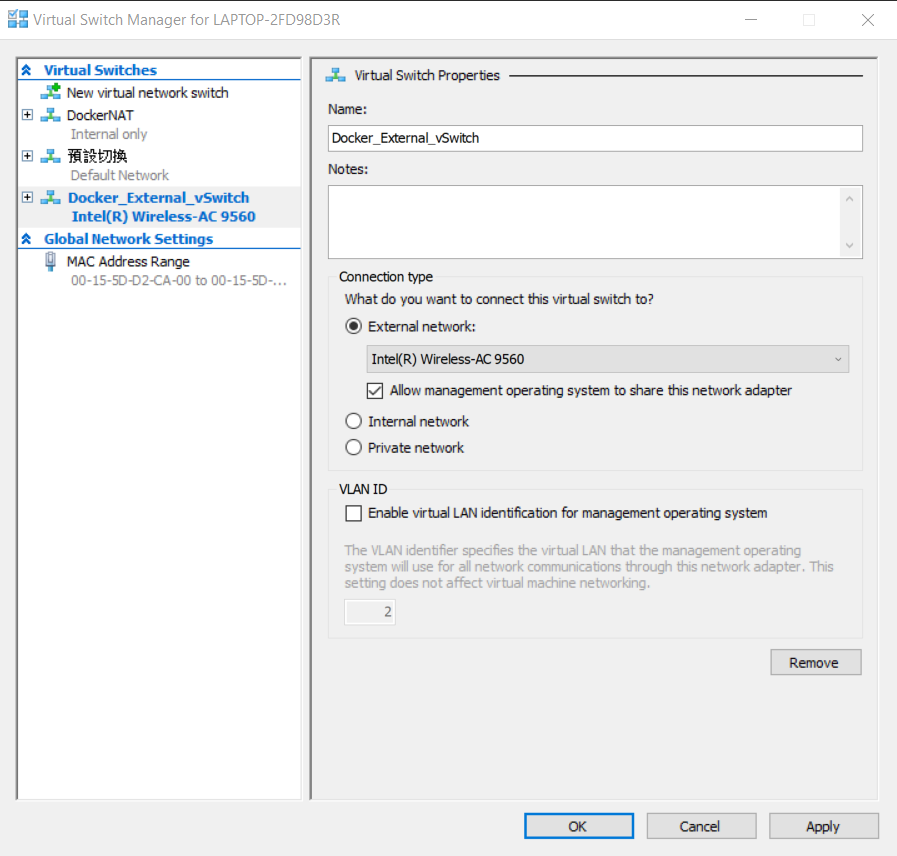 Virtual Switch Manager for LAPTOP-2FD98D3R
Virtual Switches
New virtual network switch
DockerNAT
Internal only
預設切換
Default Network
Docker_External_vSwitch
Intel(R) Wireless-AC 9560
Global Network Settings
MAC Address Range
00-15-5D-D2-CA-00 to 00-15-5D-...
Virtual Switch Properties
Name:
Docker_External_vSwitch
Notes:
Connection type
What do you want to connect this virtual switch to?
External network:
Intel(R) Wireless-AC 9560
Allow management operating system to share this network adapter
Internal network
Private network
VLAN ID
Enable virtual LAN identification for management operating system
The VLAN identifier specifies the virtual LAN that the management operating
system will use for all network communications through this network adapter. This
setting does not affect virtual machine networking.
2
Remove
OK
Cancel
Apply